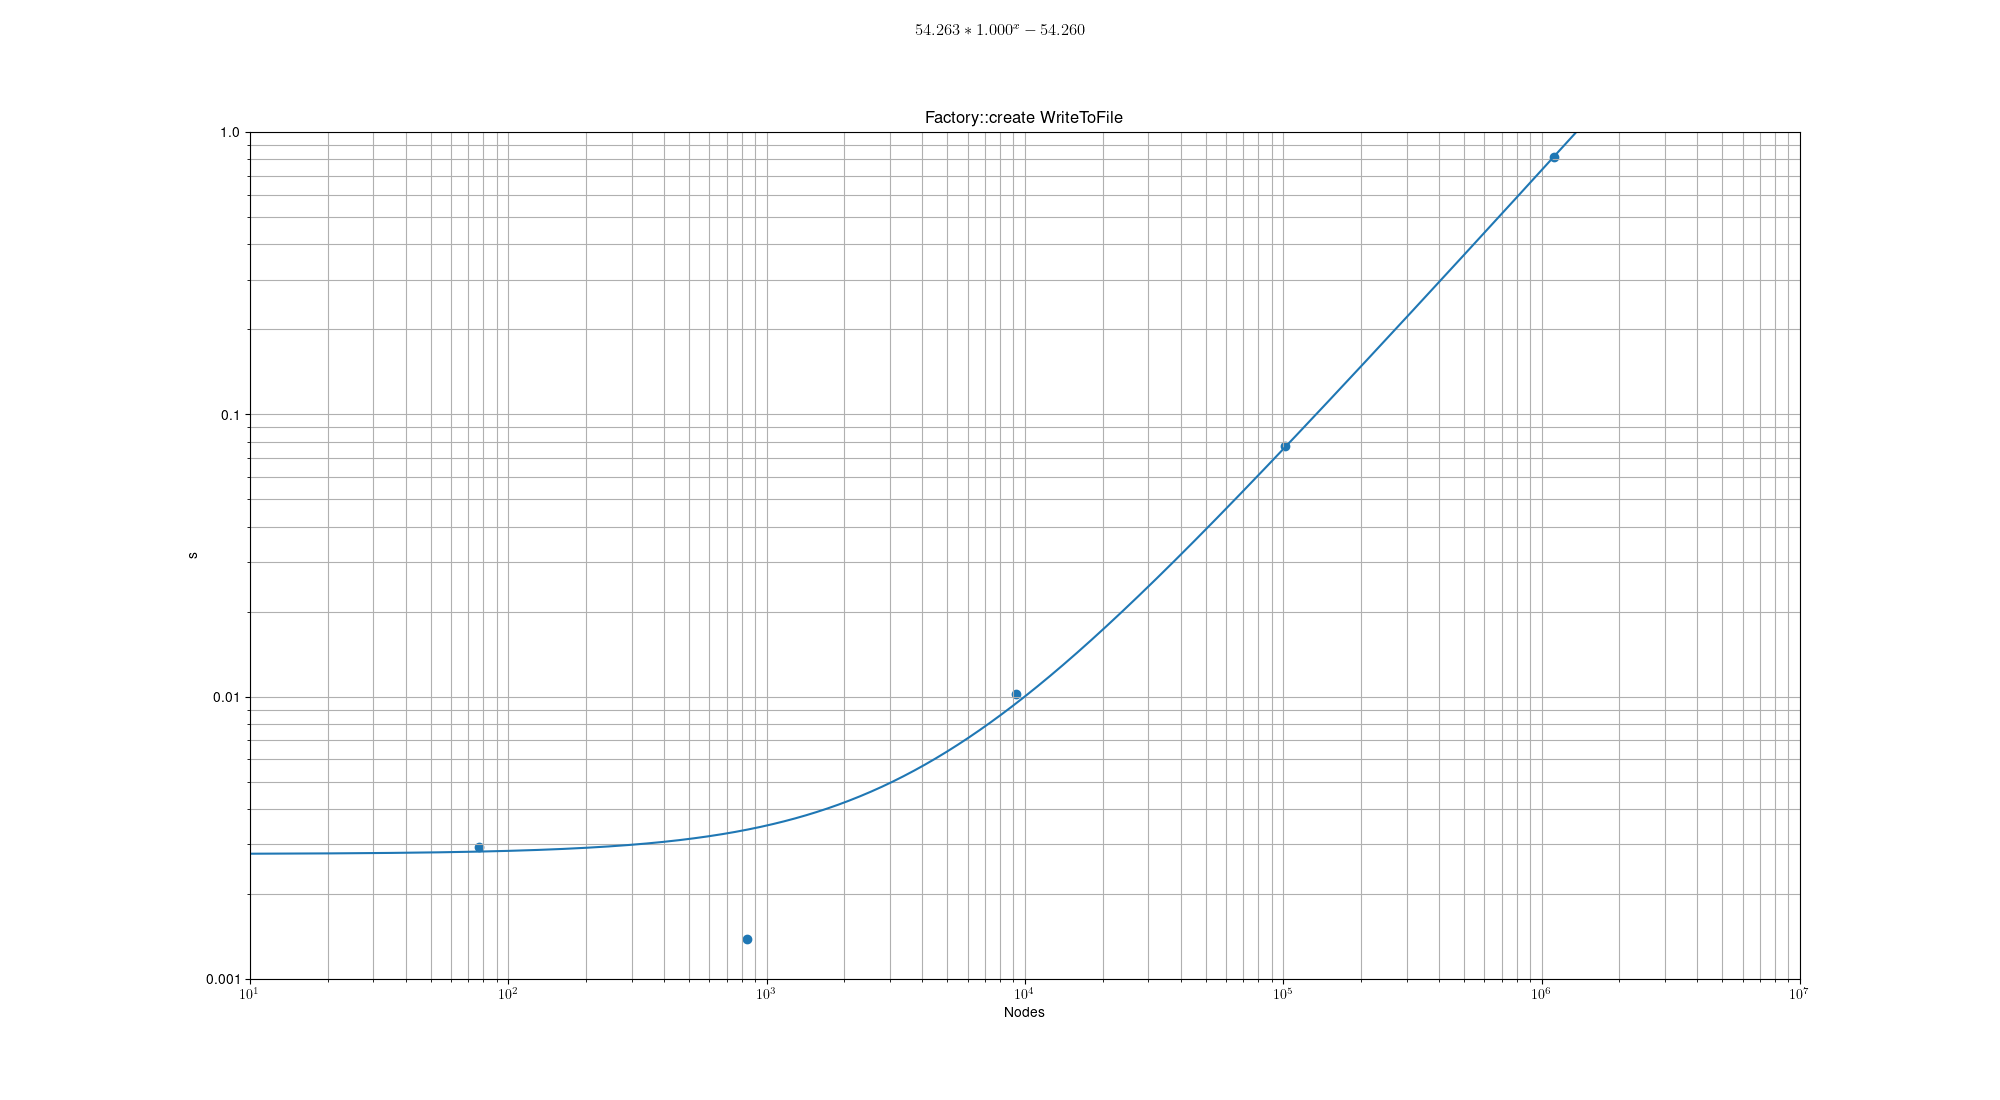 54.263 * 1.000^x − 54.260
Factory::create WriteToFile
1.0
0.1
s
0.01
0.001
10^1 10^2 10^3 10^4 10^5 10^6 10^7
Nodes